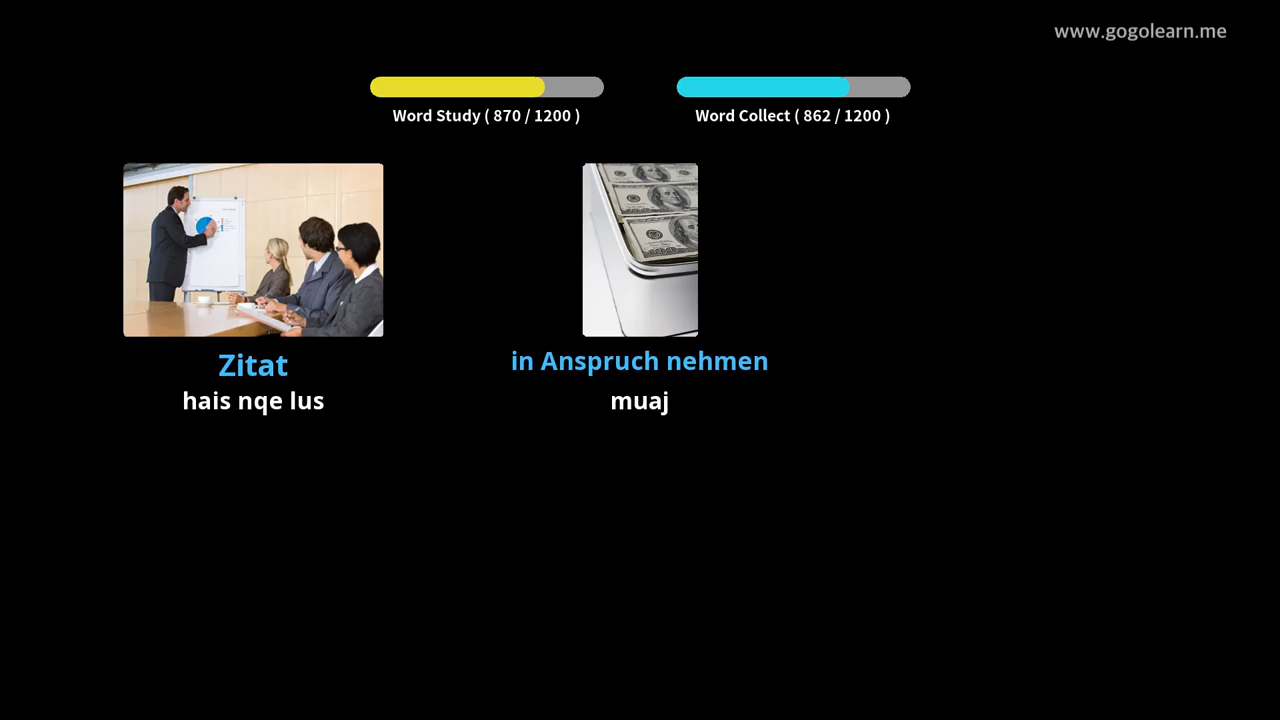 www.gogolearn.me
Word Study ( 870 / 1200 )
Word Collect ( 862 / 1200 )
Zitat
hais nqe lus
in Anspruch nehmen
muaj